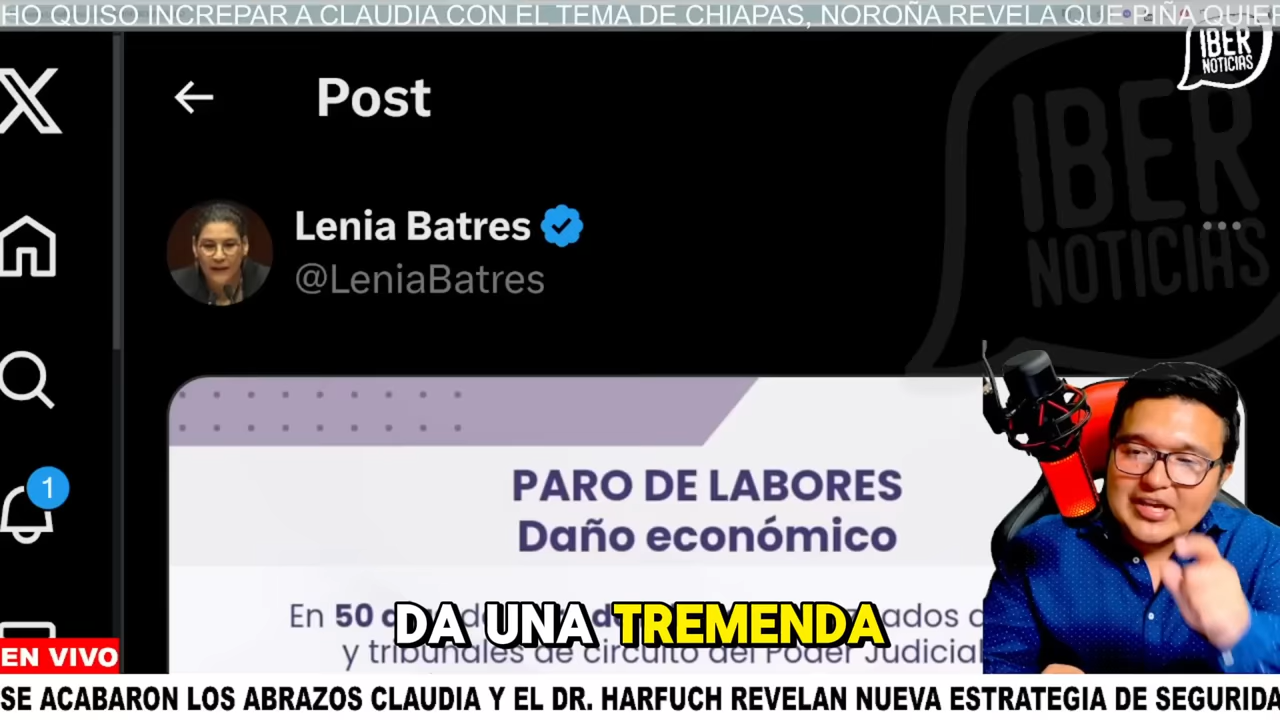 HO QUISO INCREPAR A CLAUDIA CON EL TEMA DE CHIAPAS, NOROÑA REVELA QUE PIÑA QUIER
IBER
NOTICIAS
X
Post
IBER
NOTICIAS
Lenia Batres
@LeniaBatres
PARO DE LABORES
Daño económico
En 50
y tribunales de circuito del Poder Judicial
DA UNA TREMENDA
1
EN VIVO
SE ACABARON LOS ABRAZOS CLAUDIA Y EL DR. HARFUCH REVELAN NUEVA ESTRATEGIA DE SEGURIDA